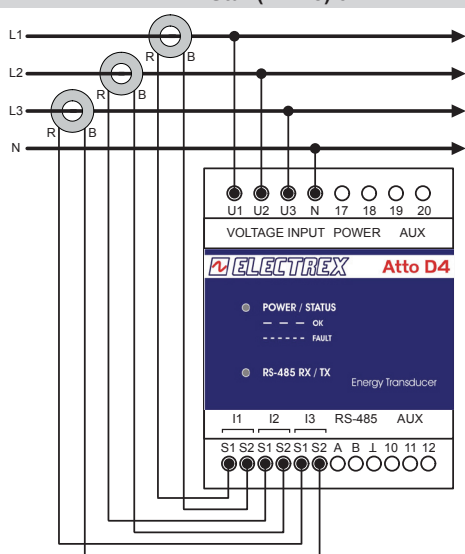 L1
R B
L2
R B
L3
R B
N
U1 U2 U3 N 17 18 19 20
VOLTAGE INPUT POWER AUX
ELECTREX Atto D4
POWER / STATUS
OK
FAULT
RS-485 RX / TX
Energy Transducer
I1 I2 I3 RS-485 AUX
S1 S2 S1 S2 S1 S2 A B ⊥ 10 11 12